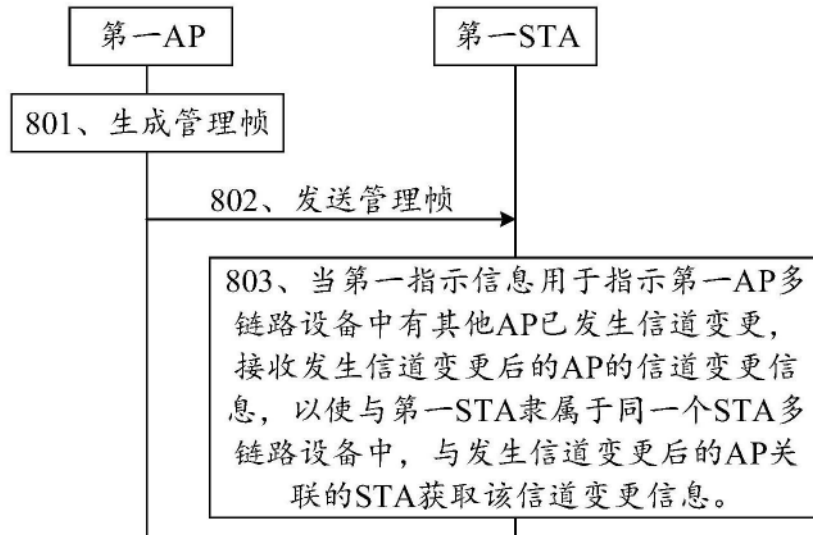 第一AP
第一STA
801、生成管理帧
802、发送管理帧
803、当第一指示信息用于指示第一AP多
链路设备中有其他AP已发生信道变更，
接收发生信道变更后的AP的信道变更信
息，以使与第一STA隶属于同一个STA多
链路设备中，与发生信道变更后的AP关
联的STA获取该信道变更信息。